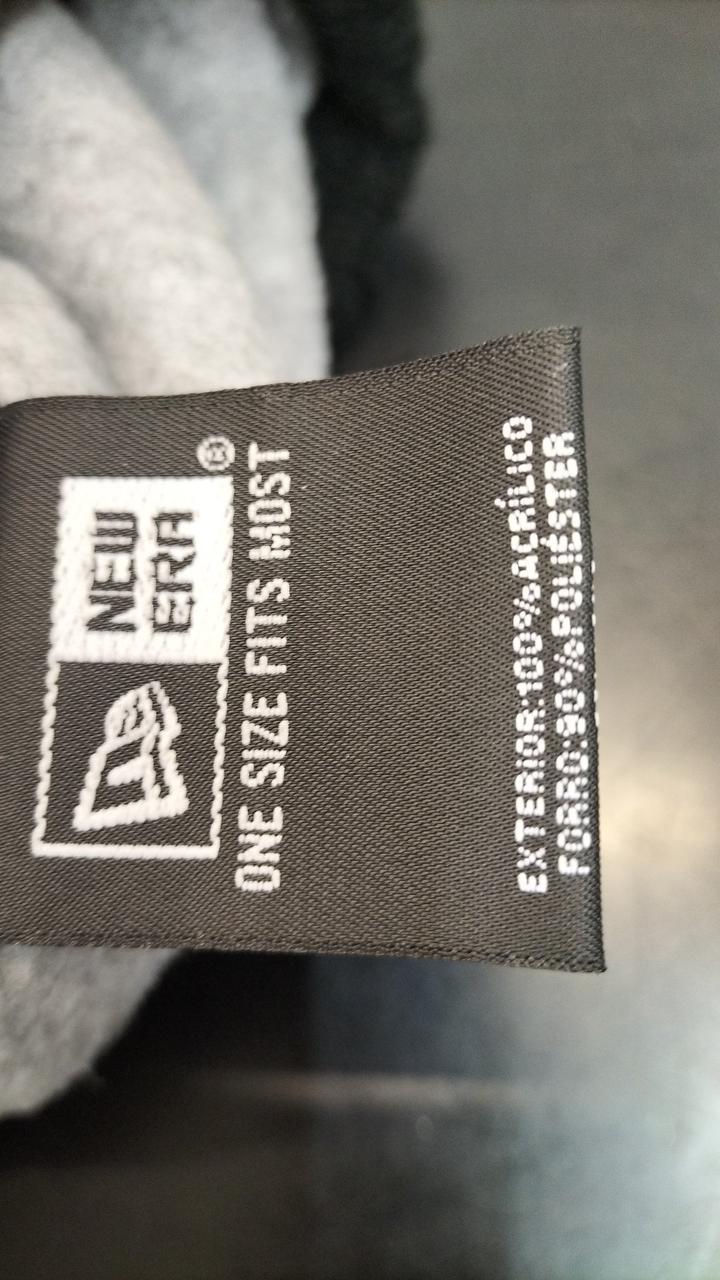 NEW
ERA
®
ONE SIZE FITS MOST
EXTERIOR:100%ACRÍLICO
FORRO:90%POLIÉSTER